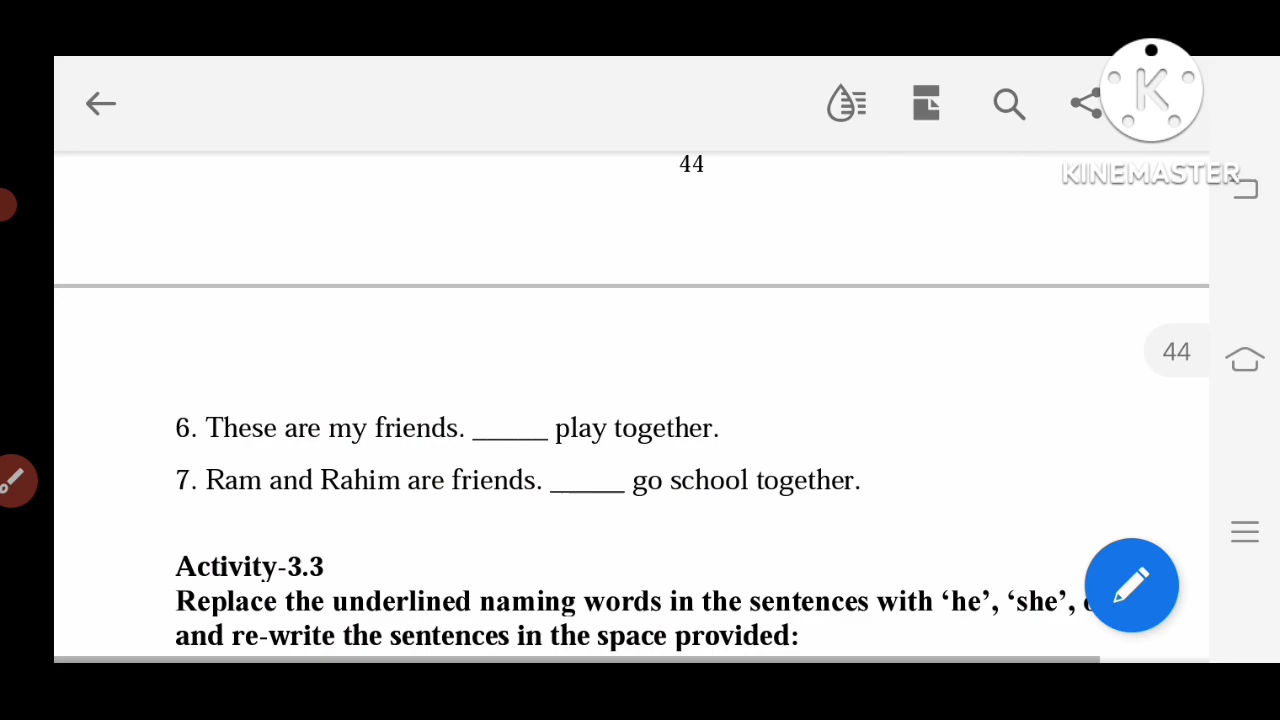 K
KINEMASTER
44
44
6. These are my friends. _____ play together.
7. Ram and Rahim are friends. _____ go school together.
Activity-3.3
Replace the underlined naming words in the sentences with ‘he’, ‘she’,
and re-write the sentences in the space provided: